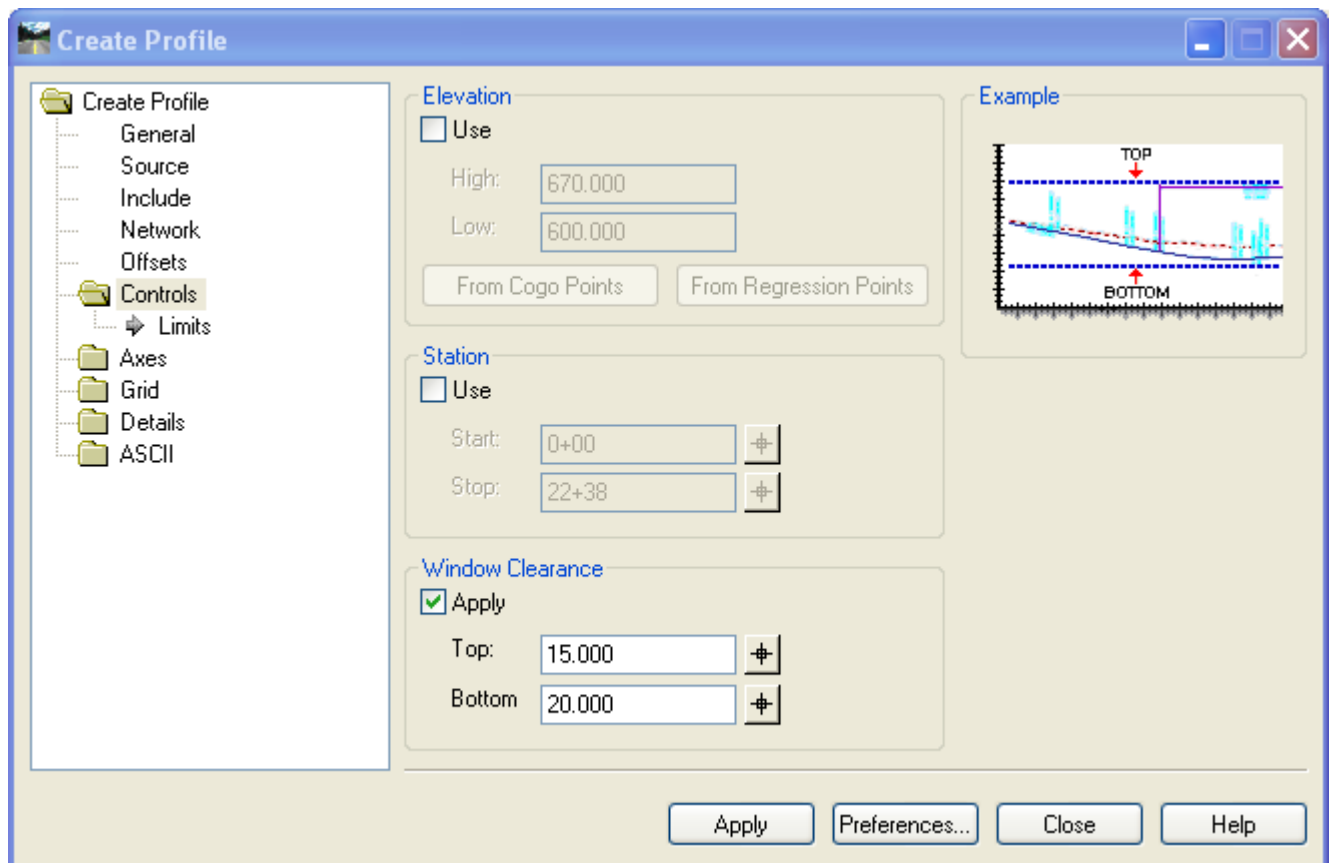 Create Profile
Create Profile
General
Source
Include
Network
Offsets
Controls
Limits
Axes
Grid
Details
ASCII
Elevation
Use
High: 670.000
Low: 600.000
From Cogo Points From Regression Points
Station
Use
Start: 0+00
Stop: 22+38
Window Clearance
Apply
Top: 15.000
Bottom 20.000
Example
TOP
BOTTOM
Apply Preferences... Close Help